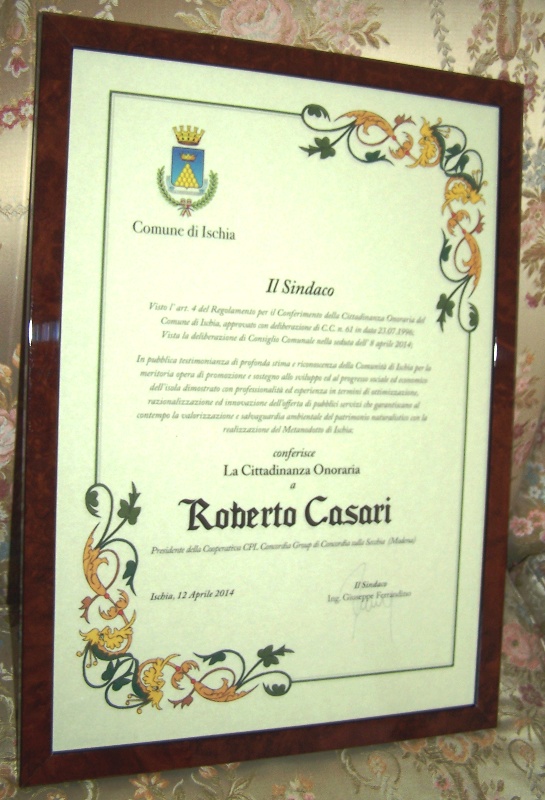 Comune di Ischia
Il Sindaco
Visto l'art. 4 del Regolamento per il Conferimento della Cittadinanza Onoraria del
Comune di Ischia, approvato con deliberazione di C.C. n. 61 in data 23.07.1996;
Vista la deliberazione di Consiglio Comunale nella seduta dell'8 aprile 2014;
In pubblica testimonianza di profonda stima e riconoscenza della Comunità di Ischia per la
meritoria opera di promozione e sostegno allo sviluppo ed al progresso sociale ed economico
dell'isola dimostrato con professionalità ed esperienza in termini di ottimizzazione,
razionalizzazione ed innovazione dell'offerta di pubblici servizi che garantiscono al
contempo la valorizzazione e salvaguardia ambientale del patrimonio naturalistico con la
realizzazione del Metanodotto di Ischia;
conferisce
La Cittadinanza Onoraria
a
Roberto Casari
Presidente della Cooperativa CPL Concordia Group di Concordia sulla Secchia (Modena)
Ischia, 12 Aprile 2014
Il Sindaco
Ing. Giuseppe Ferrandino